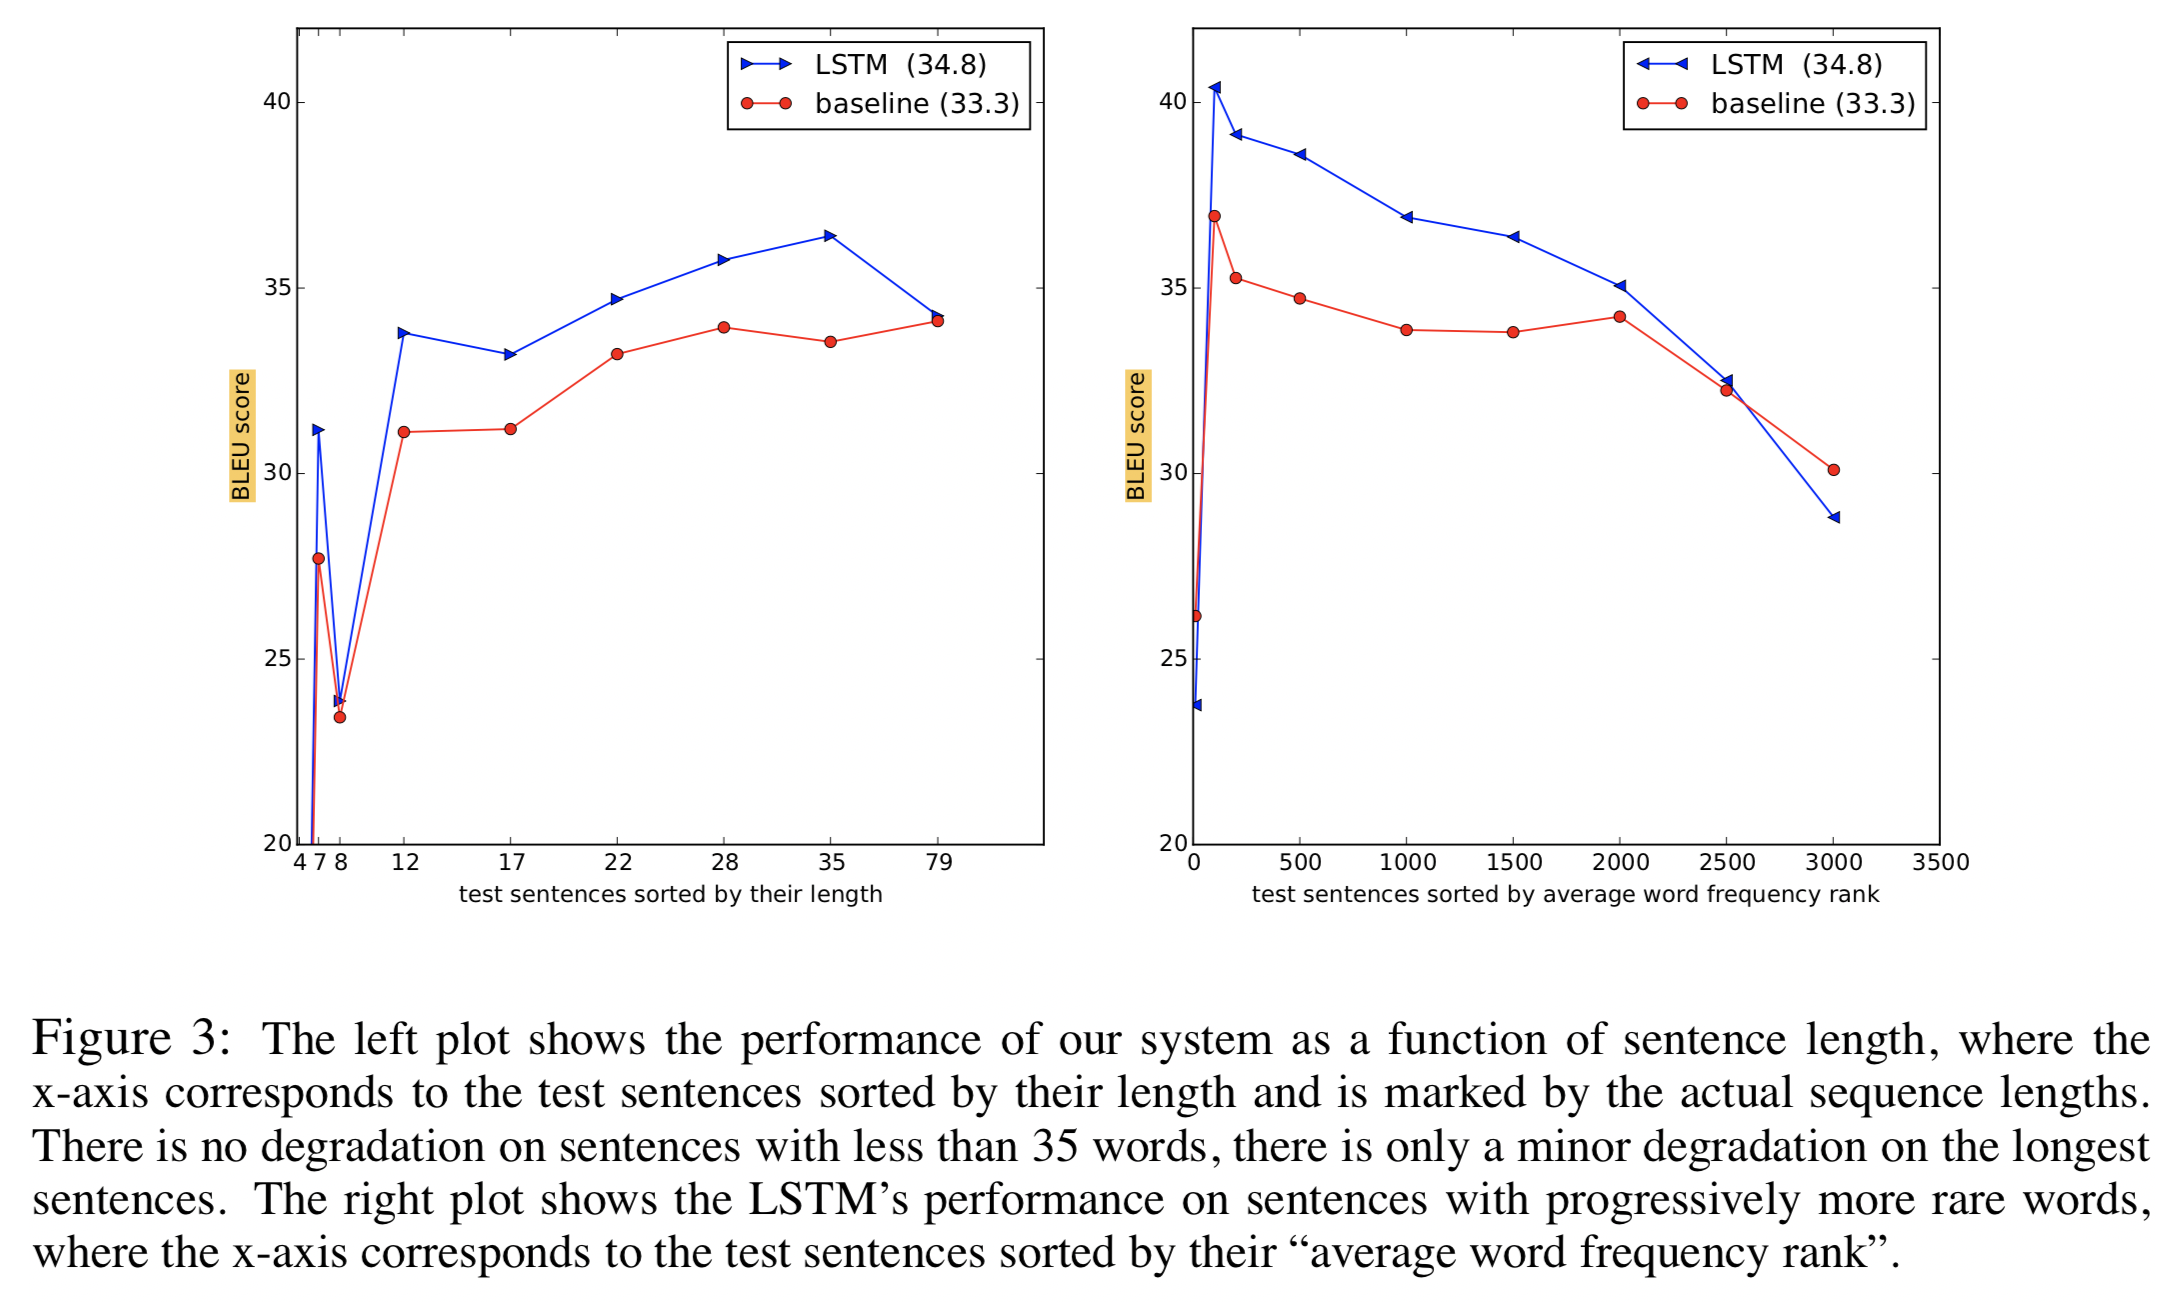 LSTM (34.8)
baseline (33.3)
40
35
30
25
20
BLEU score
4 7 8 12 17 22 28 35 79
test sentences sorted by their length
LSTM (34.8)
baseline (33.3)
40
35
30
25
20
BLEU score
0 500 1000 1500 2000 2500 3000 3500
test sentences sorted by average word frequency rank
Figure 3: The left plot shows the performance of our system as a function of sentence length, where the
x-axis corresponds to the test sentences sorted by their length and is marked by the actual sequence lengths.
There is no degradation on sentences with less than 35 words, there is only a minor degradation on the longest
sentences. The right plot shows the LSTM’s performance on sentences with progressively more rare words,
where the x-axis corresponds to the test sentences sorted by their “average word frequency rank”.